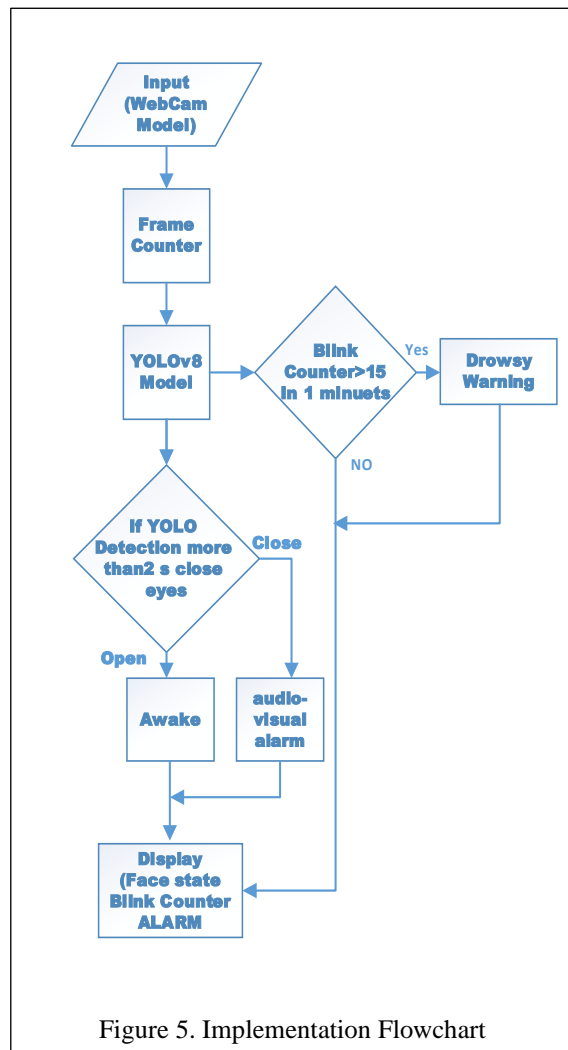 Input
(WebCam
Model)
Frame
Counter
YOLOv8
Model
Blink
Counter>15
In 1 minuets
Yes
Drowsy
Warning
NO
If YOLO
Detection more
than2 s close
eyes
Close
Open
Awake
audio-
visual
alarm
Display
(Face state
Blink Counter
ALARM
Figure 5. Implementation Flowchart